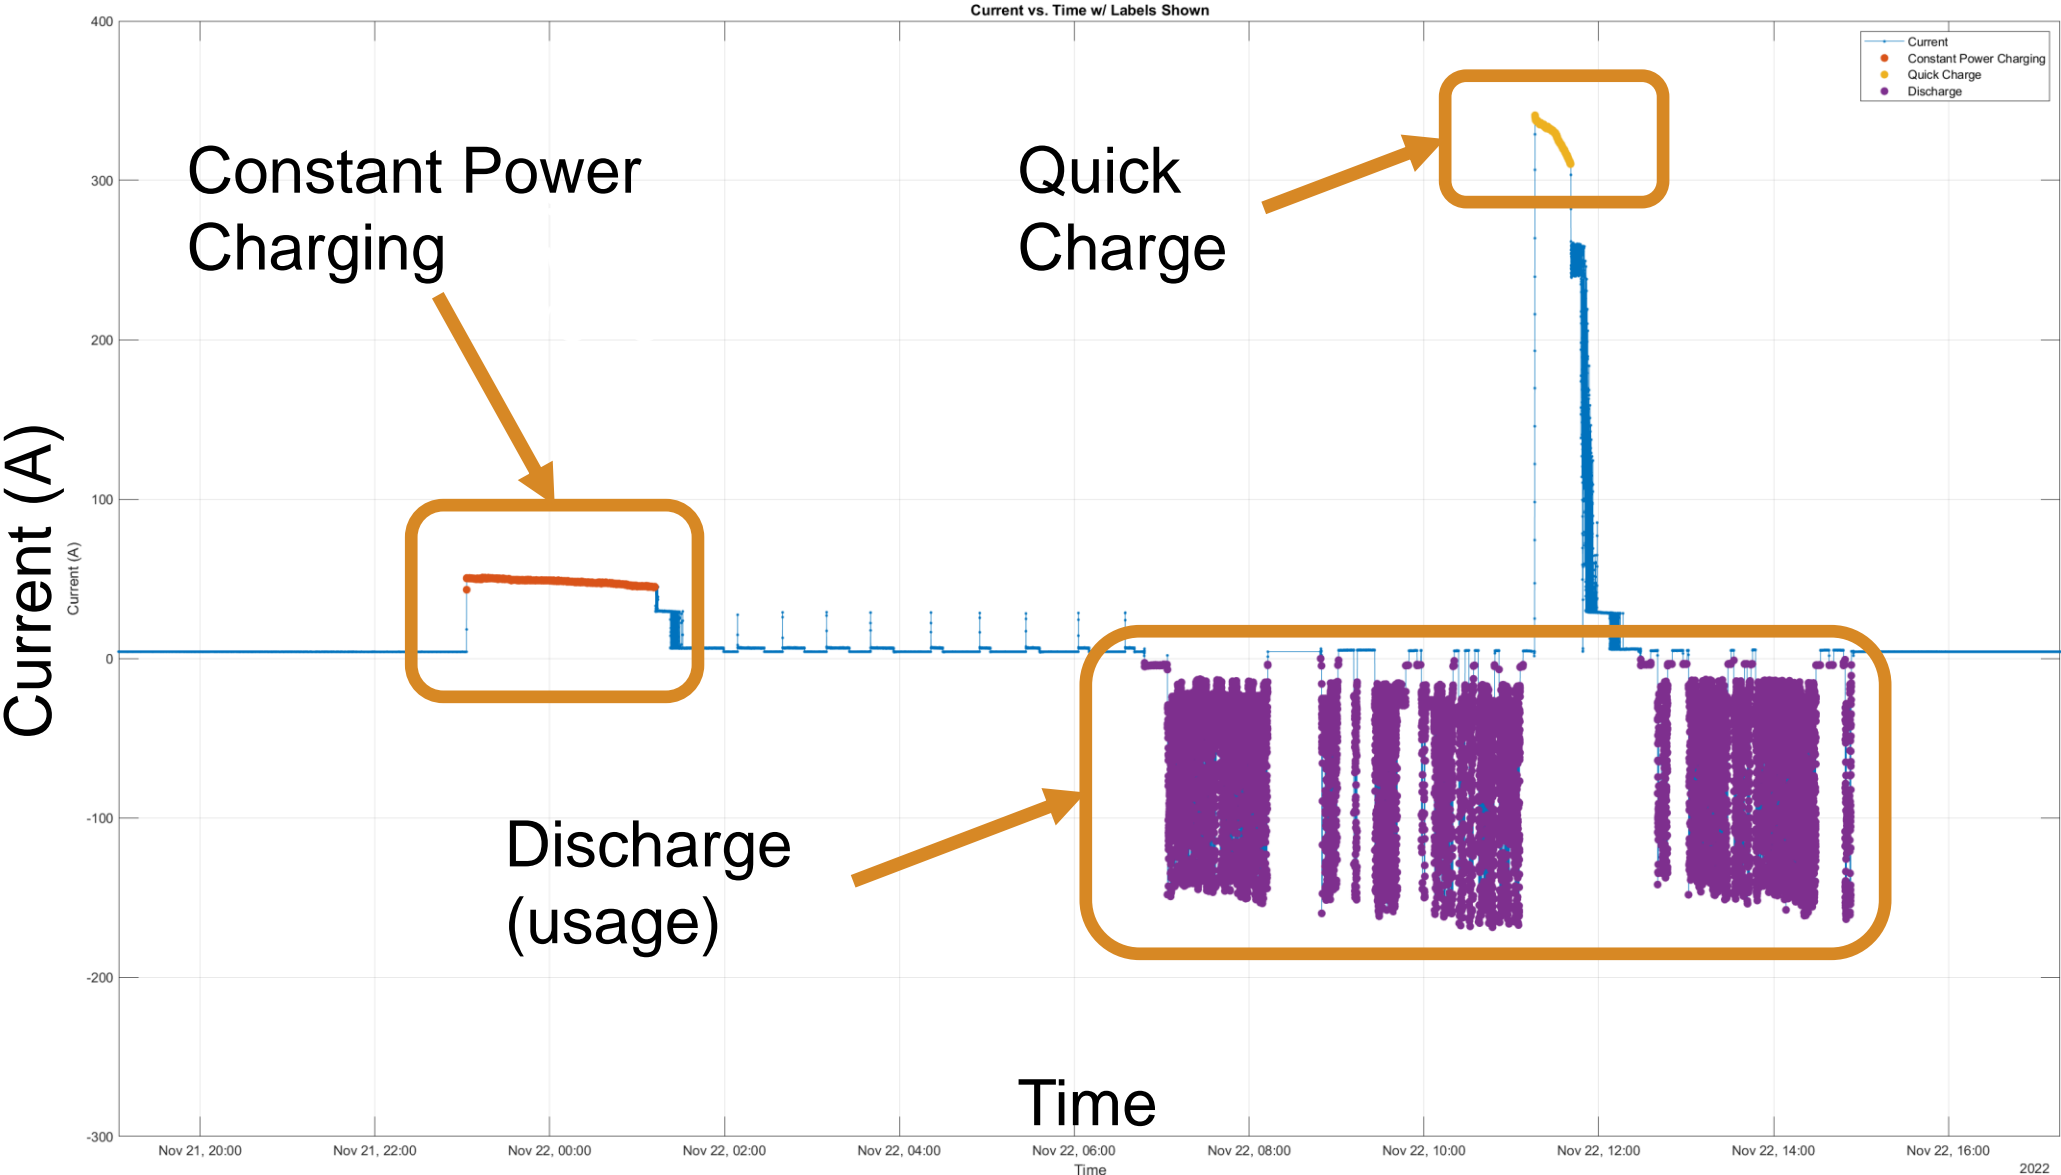 Current vs. Time w/ Labels Shown
400
300
200
100
0
-100
-200
-300
Current (A)
Current (A)
Current
Constant Power Charging
Quick Charge
Discharge
Constant Power
Charging
Quick
Charge
Discharge
(usage)
Time
Nov 21, 20:00
Nov 21, 22:00
Nov 22, 00:00
Nov 22, 02:00
Nov 22, 04:00
Nov 22, 06:00
Nov 22, 08:00
Nov 22, 10:00
Nov 22, 12:00
Nov 22, 14:00
Nov 22, 16:00
Time
2022